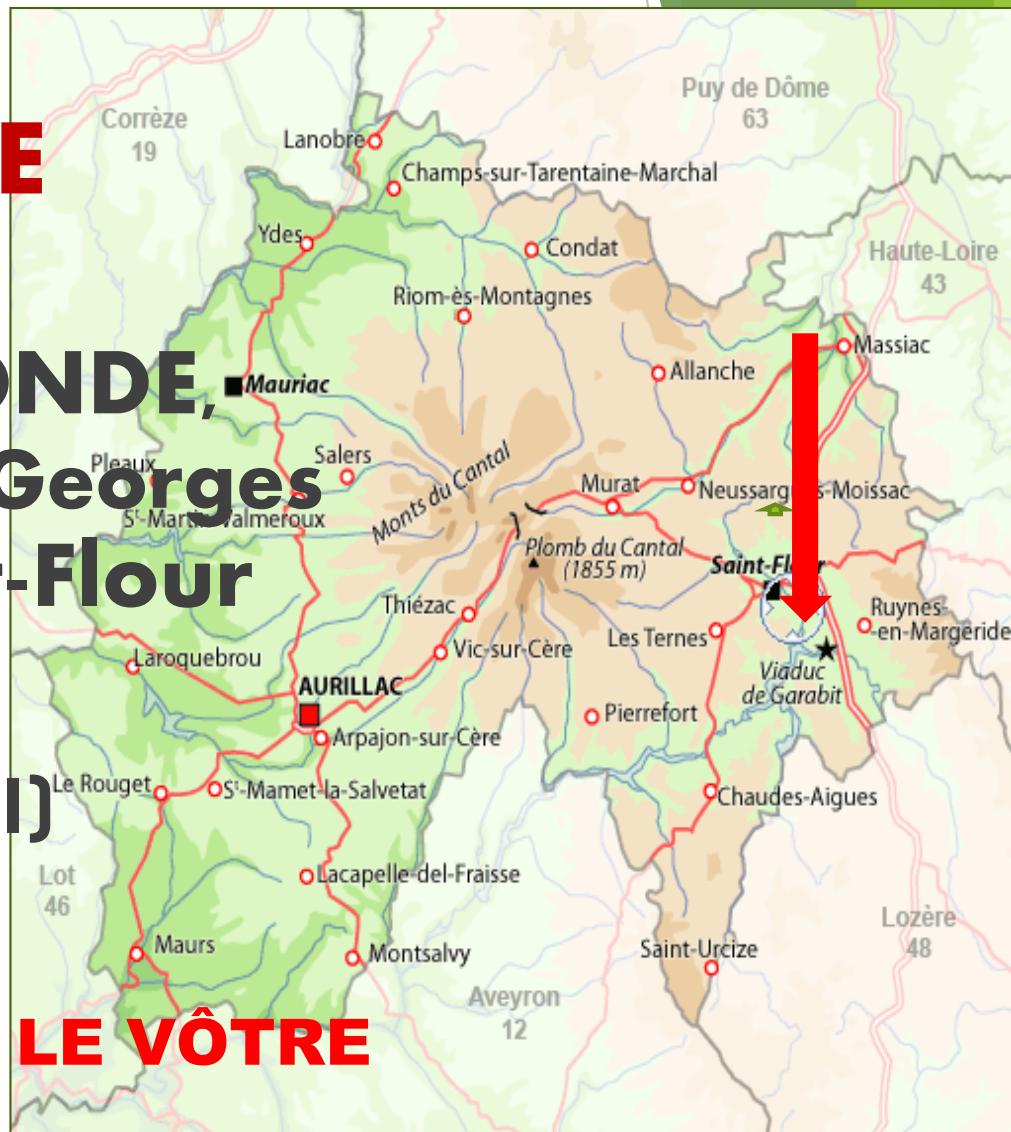 Puy de Dôme
63
Corrèze
19
E
Lanobre
Champs-sur-Tarentaine-Marchal
Ydes
Condat
Haute-Loire
43
Riom-ès-Montagnes
Massiac
ONDE,
Mauriac
Allanche
Pleaux
Salers
Georges
Monts du Cantal
Murat
Neussargues-Moissac
St-Martin-Valmeroux
Plomb du Cantal
(1855 m)
Saint-Flour
r-Flour
Thiézac
Ruynes-
-en-Margeride
Les Ternes
Vic-sur-Cère
Laroquebrou
Viaduc
de Garabit
AURILLAC
Pierrefort
Arpajon-sur-Cère
Le Rouget
St-Mamet-la-Salvetat
I)
Chaudes-Aigues
Lacapelle-del-Fraisse
Lot
46
Lozère
48
Maurs
Montsalvy
Saint-Urcize
Aveyron
12
LE VÔTRE